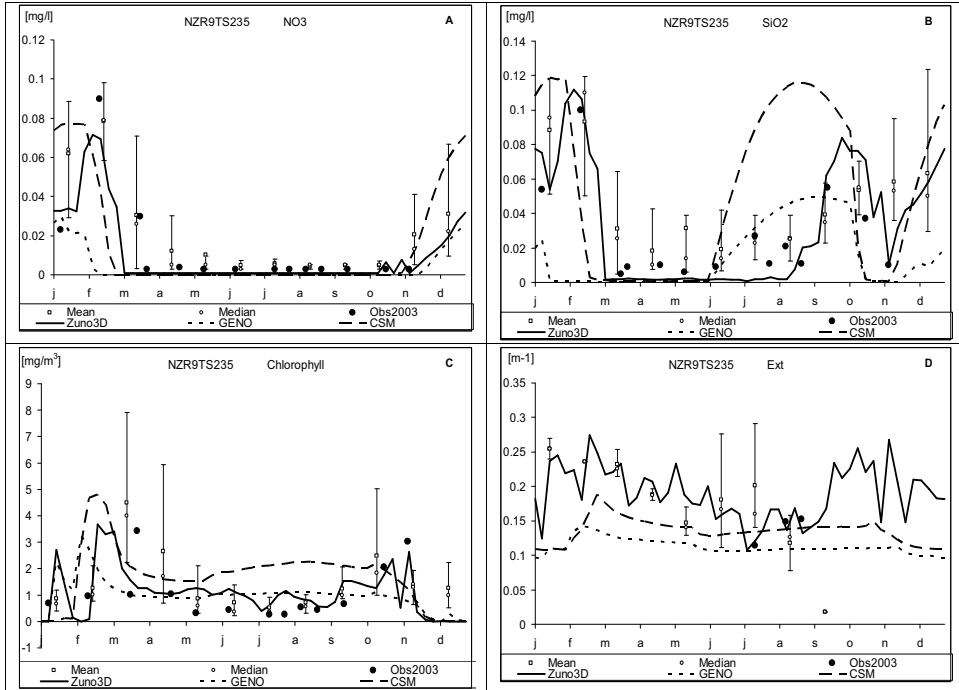 [mg/l]
NZR9TS235 NO3 A
0.12
0.1
0.08
0.06
0.04
0.02
0
j f m a m j j a s o n d
Mean Median Obs2003
Zuno3D GENO CSM
[mg/l]
NZR9TS235 SiO2 B
0.14
0.12
0.1
0.08
0.06
0.04
0.02
0
j f m a m j j a s o n d
Mean Median Obs2003
Zuno3D GENO CSM
[mg/m³]
NZR9TS235 Chlorophyll C
9
8
7
6
5
4
3
2
1
0
-1
j f m a m j j a s o n d
Mean Median Obs2003
Zuno3D GENO CSM
[m-1]
NZR9TS235 Ext D
0.35
0.3
0.25
0.2
0.15
0.1
0.05
0
j f m a m j j a s o n d
Mean Median Obs2003
Zuno3D GENO CSM